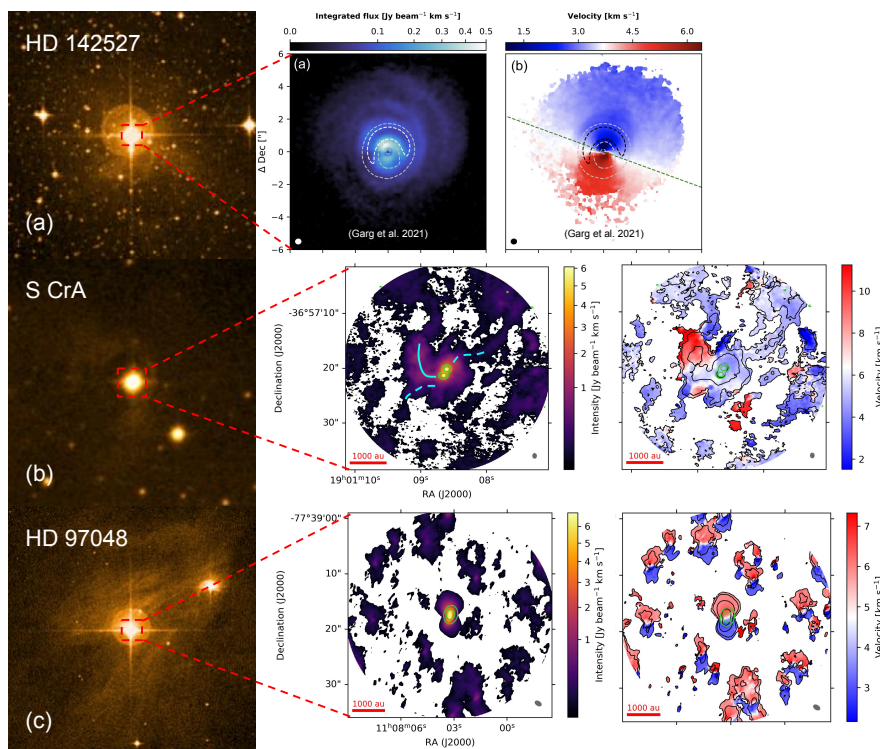 HD 142527
(a)
Integrated flux [Jy beam⁻¹ km s⁻¹]
0.0 0.1 0.2 0.3 0.4 0.5
(a)
Δ Dec ["]
6
4
2
0
−2
−4
−6
(Garg et al. 2021)
Velocity [km s⁻¹]
1.5 3.0 4.5 6.0
(b)
(Garg et al. 2021)
S CrA
(b)
Declination (J2000)
-36°57'10"
20"
30"
1000 au
19ʰ01ᵐ10ˢ 09ˢ 08ˢ
RA (J2000)
6
5
4
3
2
1
Intensity [Jy beam⁻¹ km s⁻¹]
1000 au
10
8
6
4
2
Velocity [km s⁻¹]
HD 97048
(c)
Declination (J2000)
-77°39'00"
10"
20"
30"
1000 au
11ʰ08ᵐ06ˢ 03ˢ 00ˢ
RA (J2000)
6
5
4
3
2
1
Intensity [Jy beam⁻¹ km s⁻¹]
1000 au
7
6
5
4
3
Velocity [km s⁻¹]